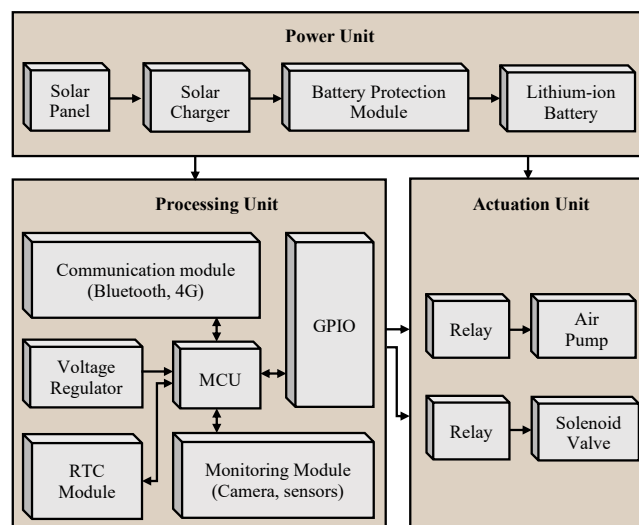 Power Unit
Solar
Panel
Solar
Charger
Battery Protection
Module
Lithium-ion
Battery
Processing Unit
Communication module
(Bluetooth, 4G)
GPIO
Voltage
Regulator
MCU
RTC
Module
Monitoring Module
(Camera, sensors)
Actuation Unit
Relay
Air
Pump
Relay
Solenoid
Valve